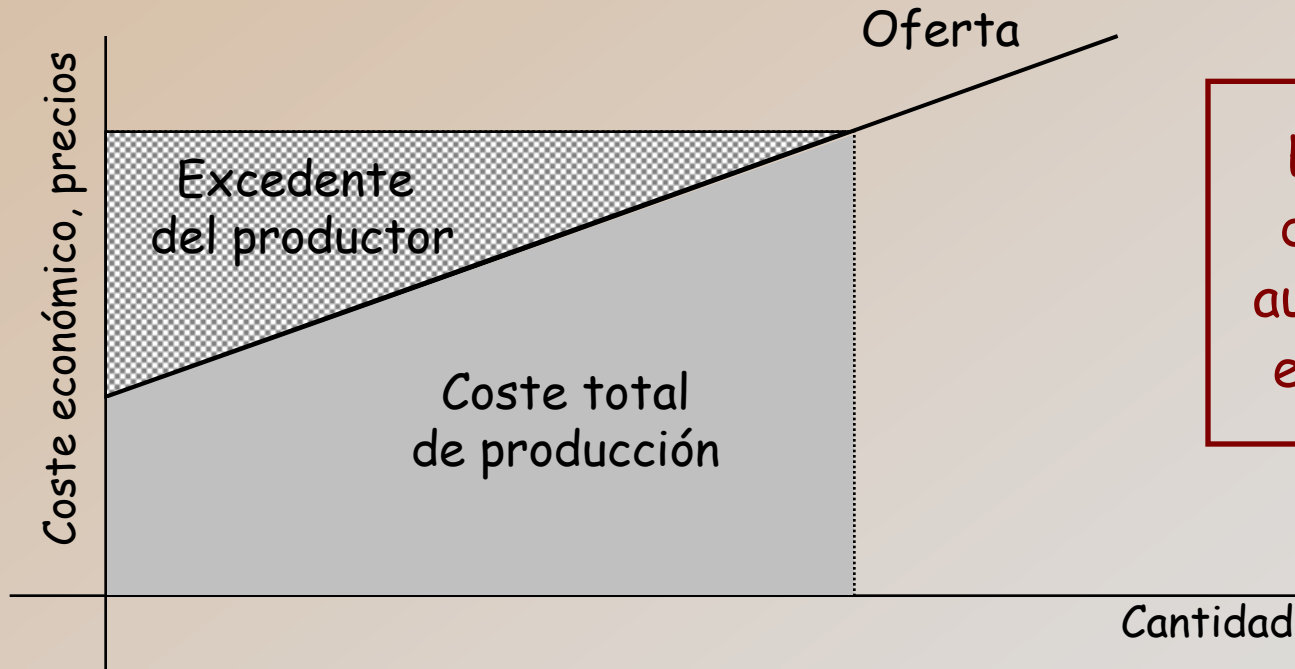 Oferta
Coste económico, precios
Excedente
del productor
Coste total
de producción
Cantidad